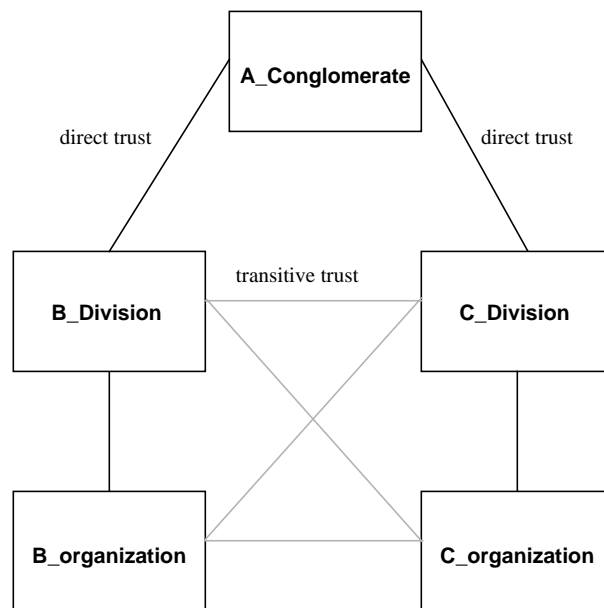 A_Conglomerate
direct trust
direct trust
transitive trust
B_Division
C_Division
B_organization
C_organization